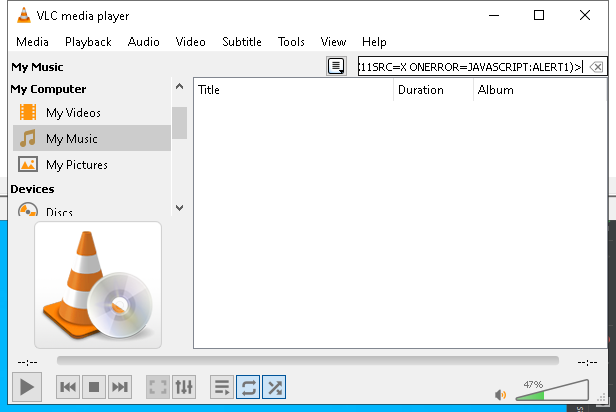 VLC media player
Media Playback Audio Video Subtitle Tools View Help
My Music
:11SRC=X ONERROR=JAVASCRIPT:ALERT1)>
My Computer
My Videos
My Music
My Pictures
Devices
Discs
Title Duration Album
--:-- --:--
47%